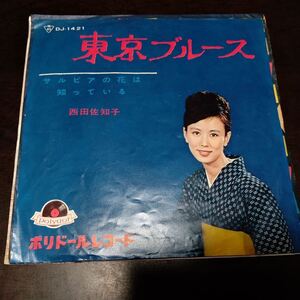 DJ-1421
東京ブルース
サルビアの花は
知っている
西田佐知子
Polydor
ポリドールレコード